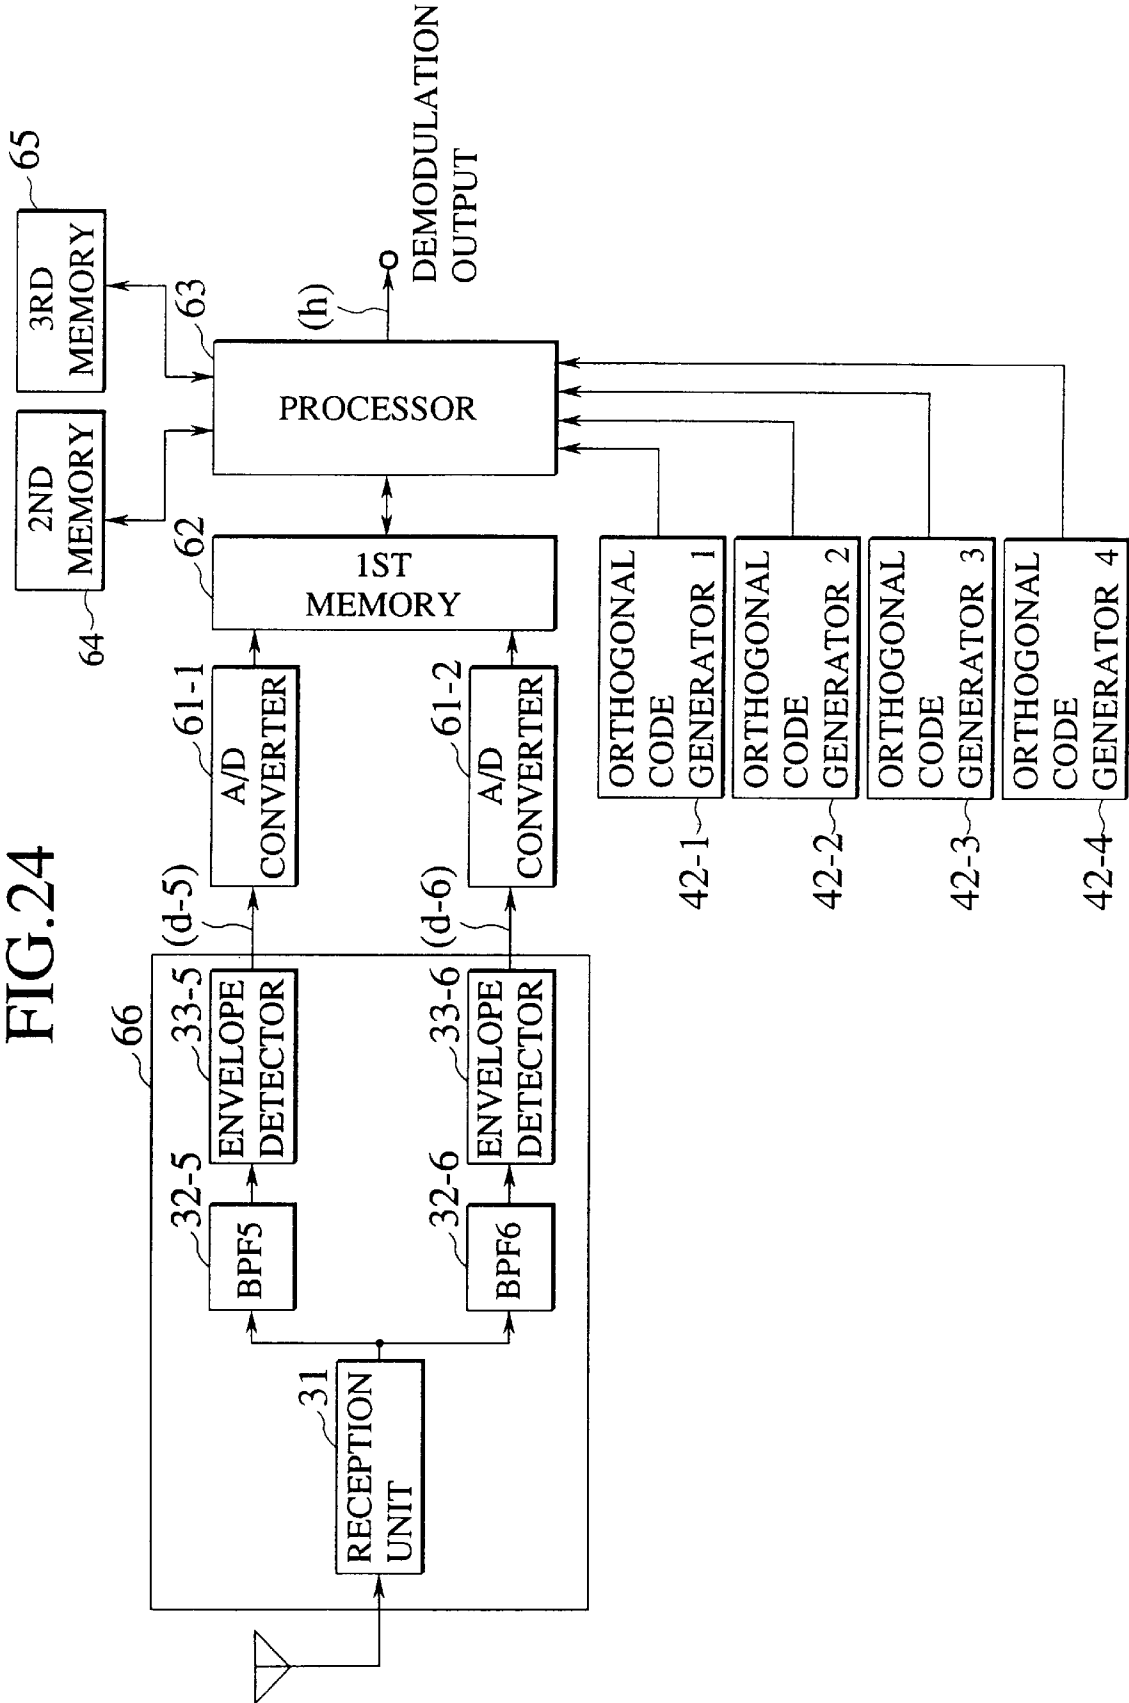 FIG.24
66
31
RECEPTION
UNIT
32-5
BPF5
33-5
ENVELOPE
DETECTOR
(d-5)
61-1
A/D
CONVERTER
32-6
BPF6
33-6
ENVELOPE
DETECTOR
(d-6)
61-2
A/D
CONVERTER
62
1ST
MEMORY
64
2ND
MEMORY
65
3RD
MEMORY
63
PROCESSOR
(h)
DEMODULATION
OUTPUT
42-1
ORTHOGONAL
CODE
GENERATOR 1
42-2
ORTHOGONAL
CODE
GENERATOR 2
42-3
ORTHOGONAL
CODE
GENERATOR 3
42-4
ORTHOGONAL
CODE
GENERATOR 4